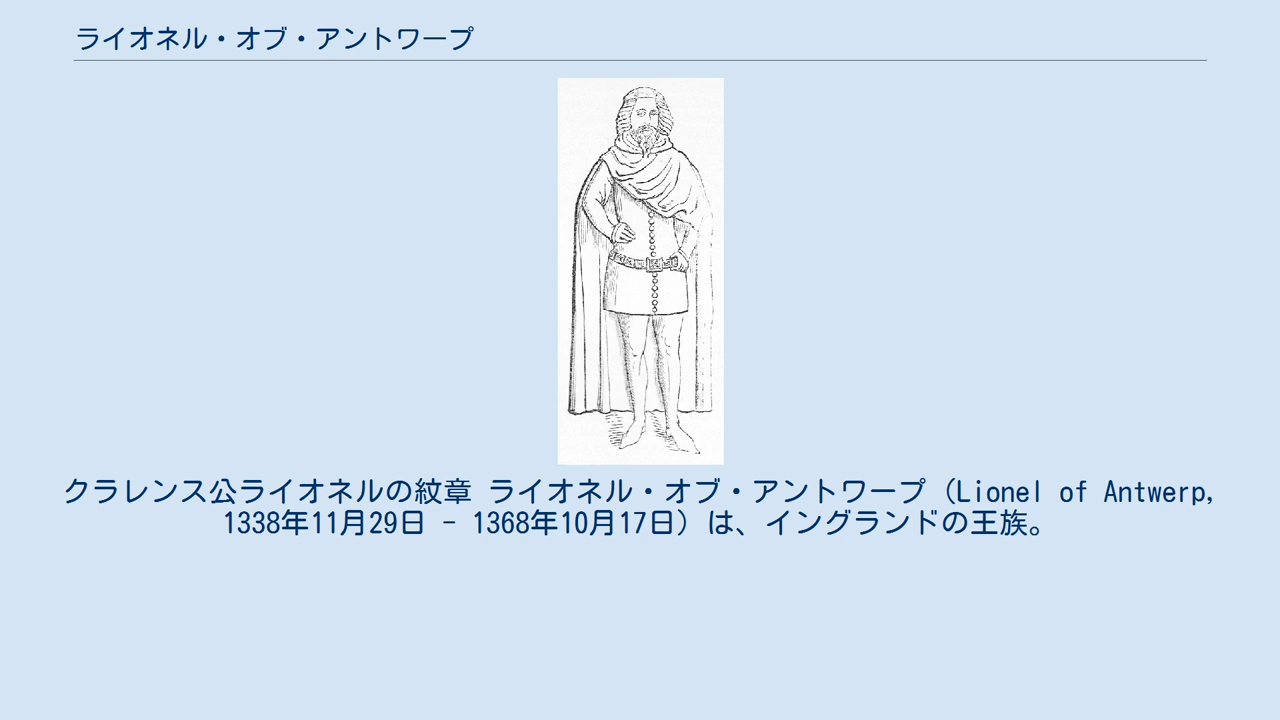 ライオネル・オブ・アントワープ
クラレンス公ライオネルの紋章 ライオネル・オブ・アントワープ（Lionel of Antwerp,
1338年11月29日 - 1368年10月17日）は、イングランドの王族。